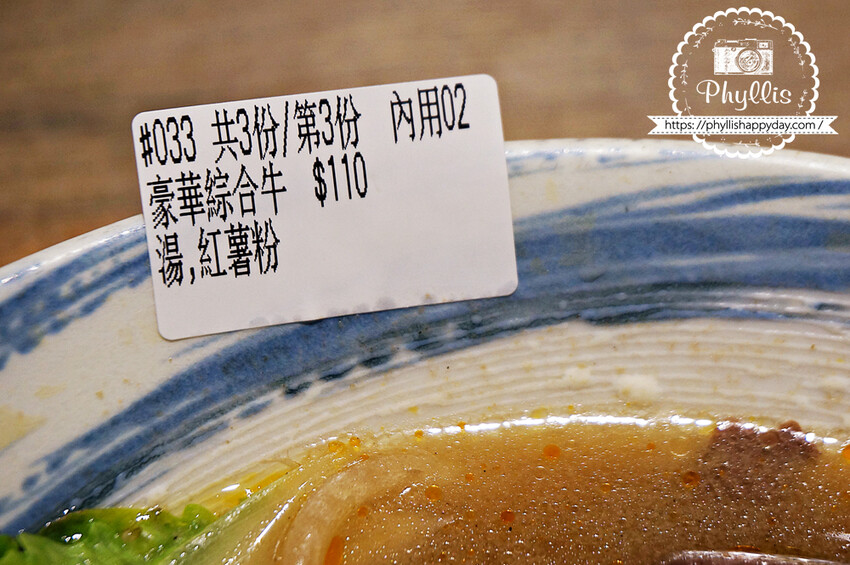 #033 共3份/第3份 內用02
豪華綜合牛 $110
湯,紅薯粉
Phyllis
https://phyllishappyday.com/